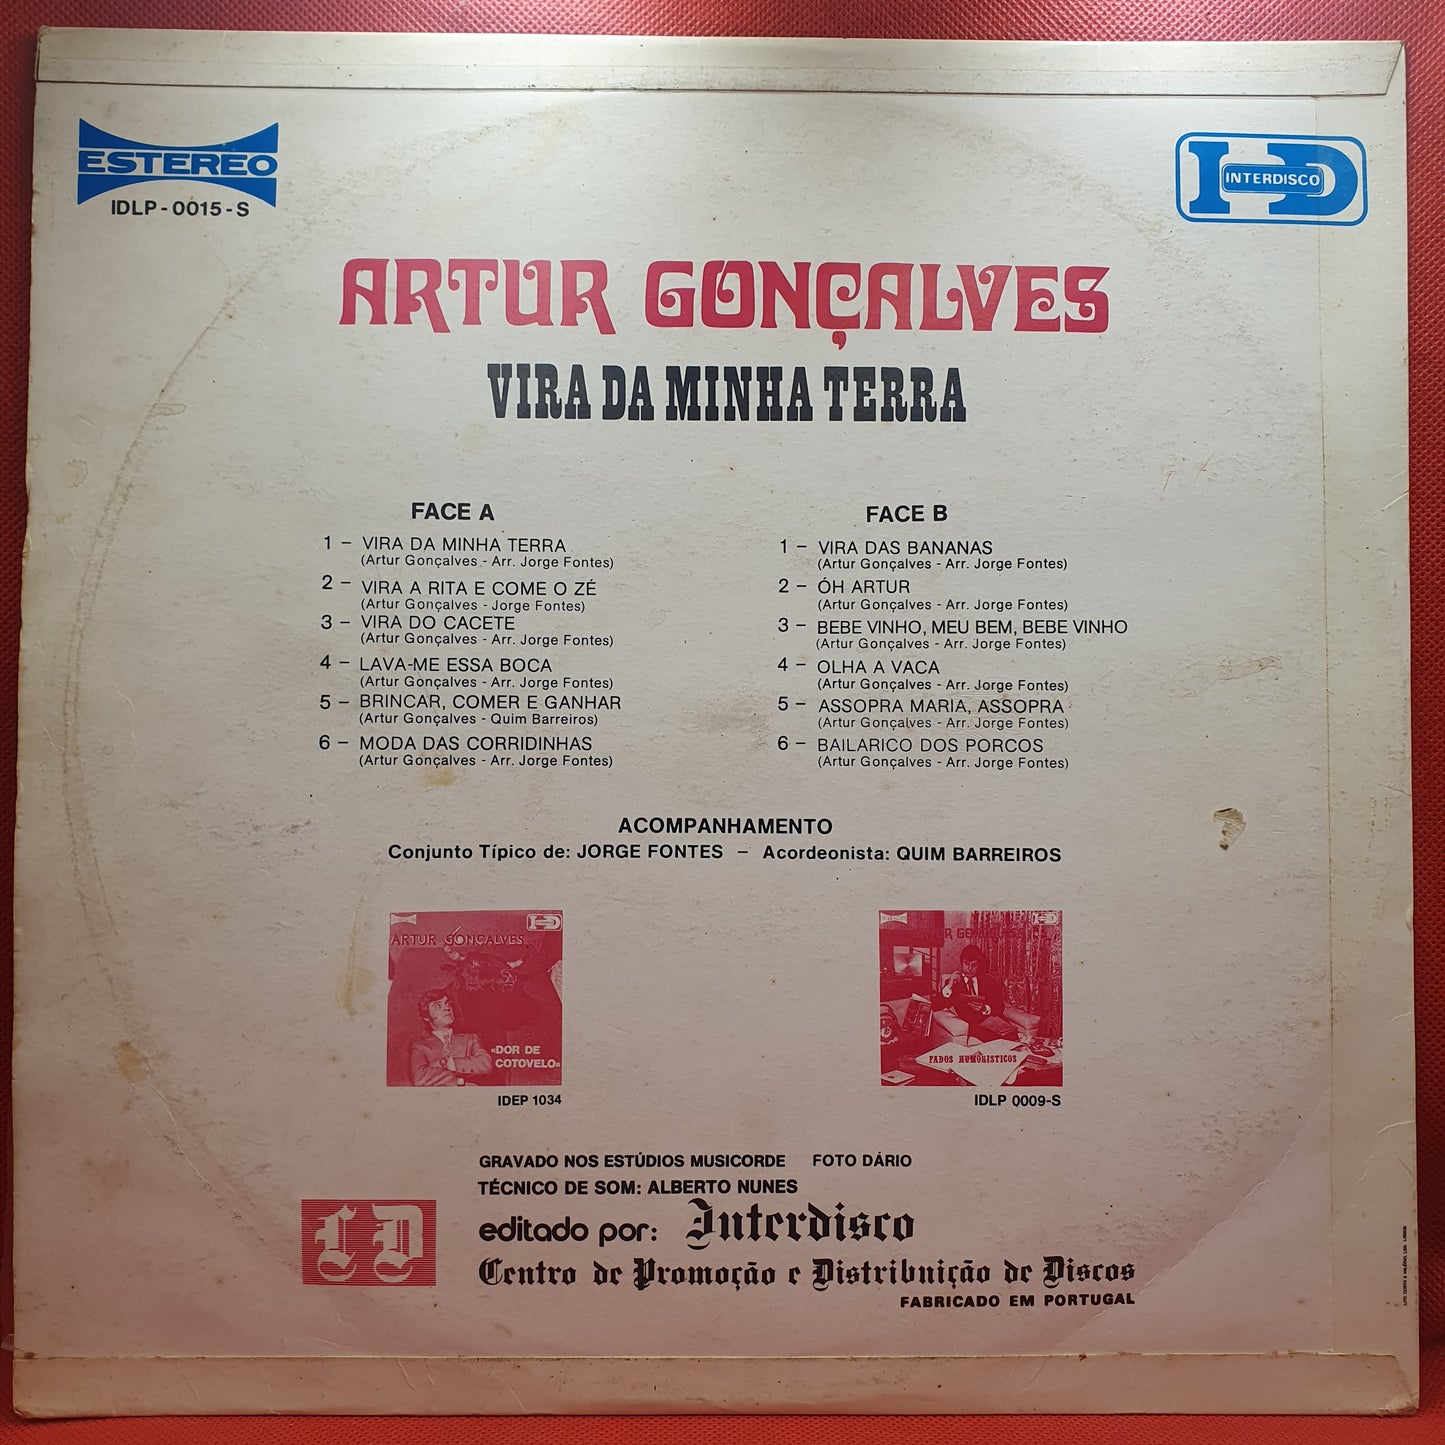 ESTEREO
IDLP - 0015 - S
INTERDISCO
ARTUR GONÇALVES
VIRA DA MINHA TERRA
FACE A
1 – VIRA DA MINHA TERRA
(Artur Gonçalves - Arr. Jorge Fontes)
2 – VIRA A RITA E COME O ZÉ
(Artur Gonçalves - Jorge Fontes)
3 – VIRA DO CACETE
(Artur Gonçalves - Arr. Jorge Fontes)
4 – LAVA-ME ESSA BOCA
(Artur Gonçalves - Arr. Jorge Fontes)
5 – BRINCAR, COMER E GANHAR
(Artur Gonçalves - Quim Barreiros)
6 – MODA DAS CORRIDINHAS
(Artur Gonçalves - Arr. Jorge Fontes)
FACE B
1 – VIRA DAS BANANAS
(Artur Gonçalves - Arr. Jorge Fontes)
2 – ÓH ARTUR
(Artur Gonçalves - Arr. Jorge Fontes)
3 – BEBE VINHO, MEU BEM, BEBE VINHO
(Artur Gonçalves - Arr. Jorge Fontes)
4 – OLHA A VACA
(Artur Gonçalves - Arr. Jorge Fontes)
5 – ASSOPRA MARIA, ASSOPRA
(Artur Gonçalves - Arr. Jorge Fontes)
6 – BAILARICO DOS PORCOS
(Artur Gonçalves - Arr. Jorge Fontes)
ACOMPANHAMENTO
Conjunto Típico de: JORGE FONTES – Acordeonista: QUIM BARREIROS
ARTUR GONÇALVES
«DOR DE
COTOVELO»
IDEP 1034
FADOS HUMORISTICOS
IDLP 0009-S
GRAVADO NOS ESTÚDIOS MUSICORDE FOTO DÁRIO
TÉCNICO DE SOM: ALBERTO NUNES
editado por: Interdisco
Centro de Promoção e Distribuição de Discos
FABRICADO EM PORTUGAL